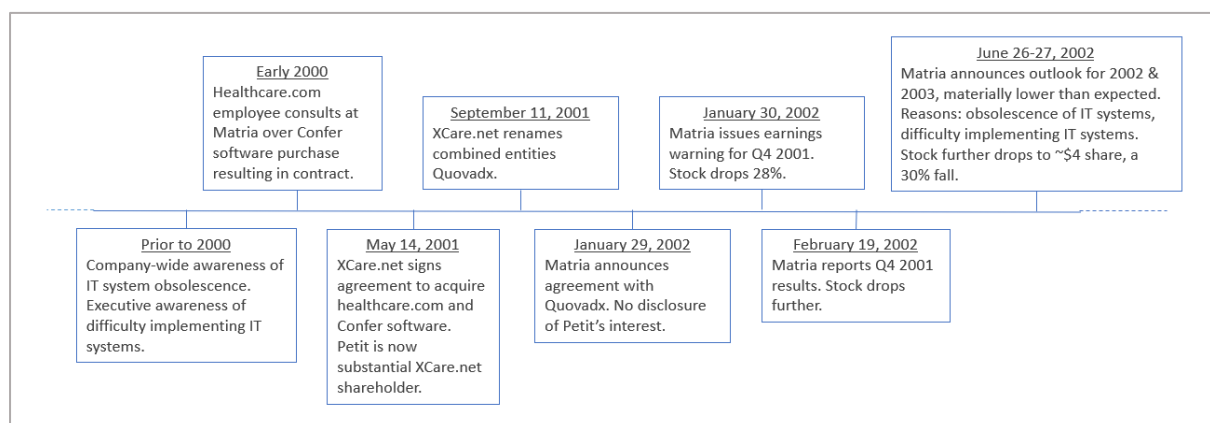 Early 2000
Healthcare.com
employee consults at
Matria over Confer
software purchase
resulting in contract.
September 11, 2001
XCare.net renames
combined entities
Quovadx.
January 30, 2002
Matria issues earnings
warning for Q4 2001.
Stock drops 28%.
June 26-27, 2002
Matria announces outlook for 2002 &
2003, materially lower than expected.
Reasons: obsolescence of IT systems,
difficulty implementing IT systems.
Stock further drops to ~$4 share, a
30% fall.
Prior to 2000
Company-wide awareness of
IT system obsolescence.
Executive awareness of
difficulty implementing IT
systems.
May 14, 2001
XCare.net signs
agreement to acquire
healthcare.com and
Confer software.
Petit is now
substantial XCare.net
shareholder.
January 29, 2002
Matria announces
agreement with
Quovadx. No disclosure
of Petit’s interest.
February 19, 2002
Matria reports Q4 2001
results. Stock drops
further.